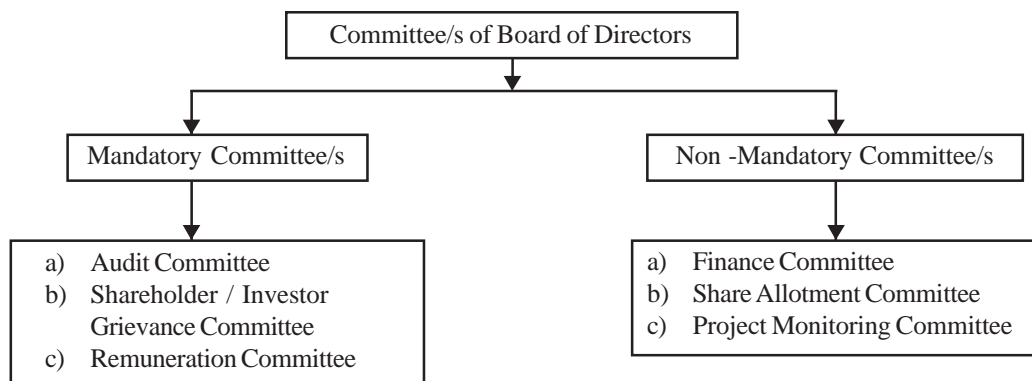 Committee/s of Board of Directors
Mandatory Committee/s
Non -Mandatory Committee/s
a) Audit Committee
b) Shareholder / Investor
Grievance Committee
c) Remuneration Committee
a) Finance Committee
b) Share Allotment Committee
c) Project Monitoring Committee